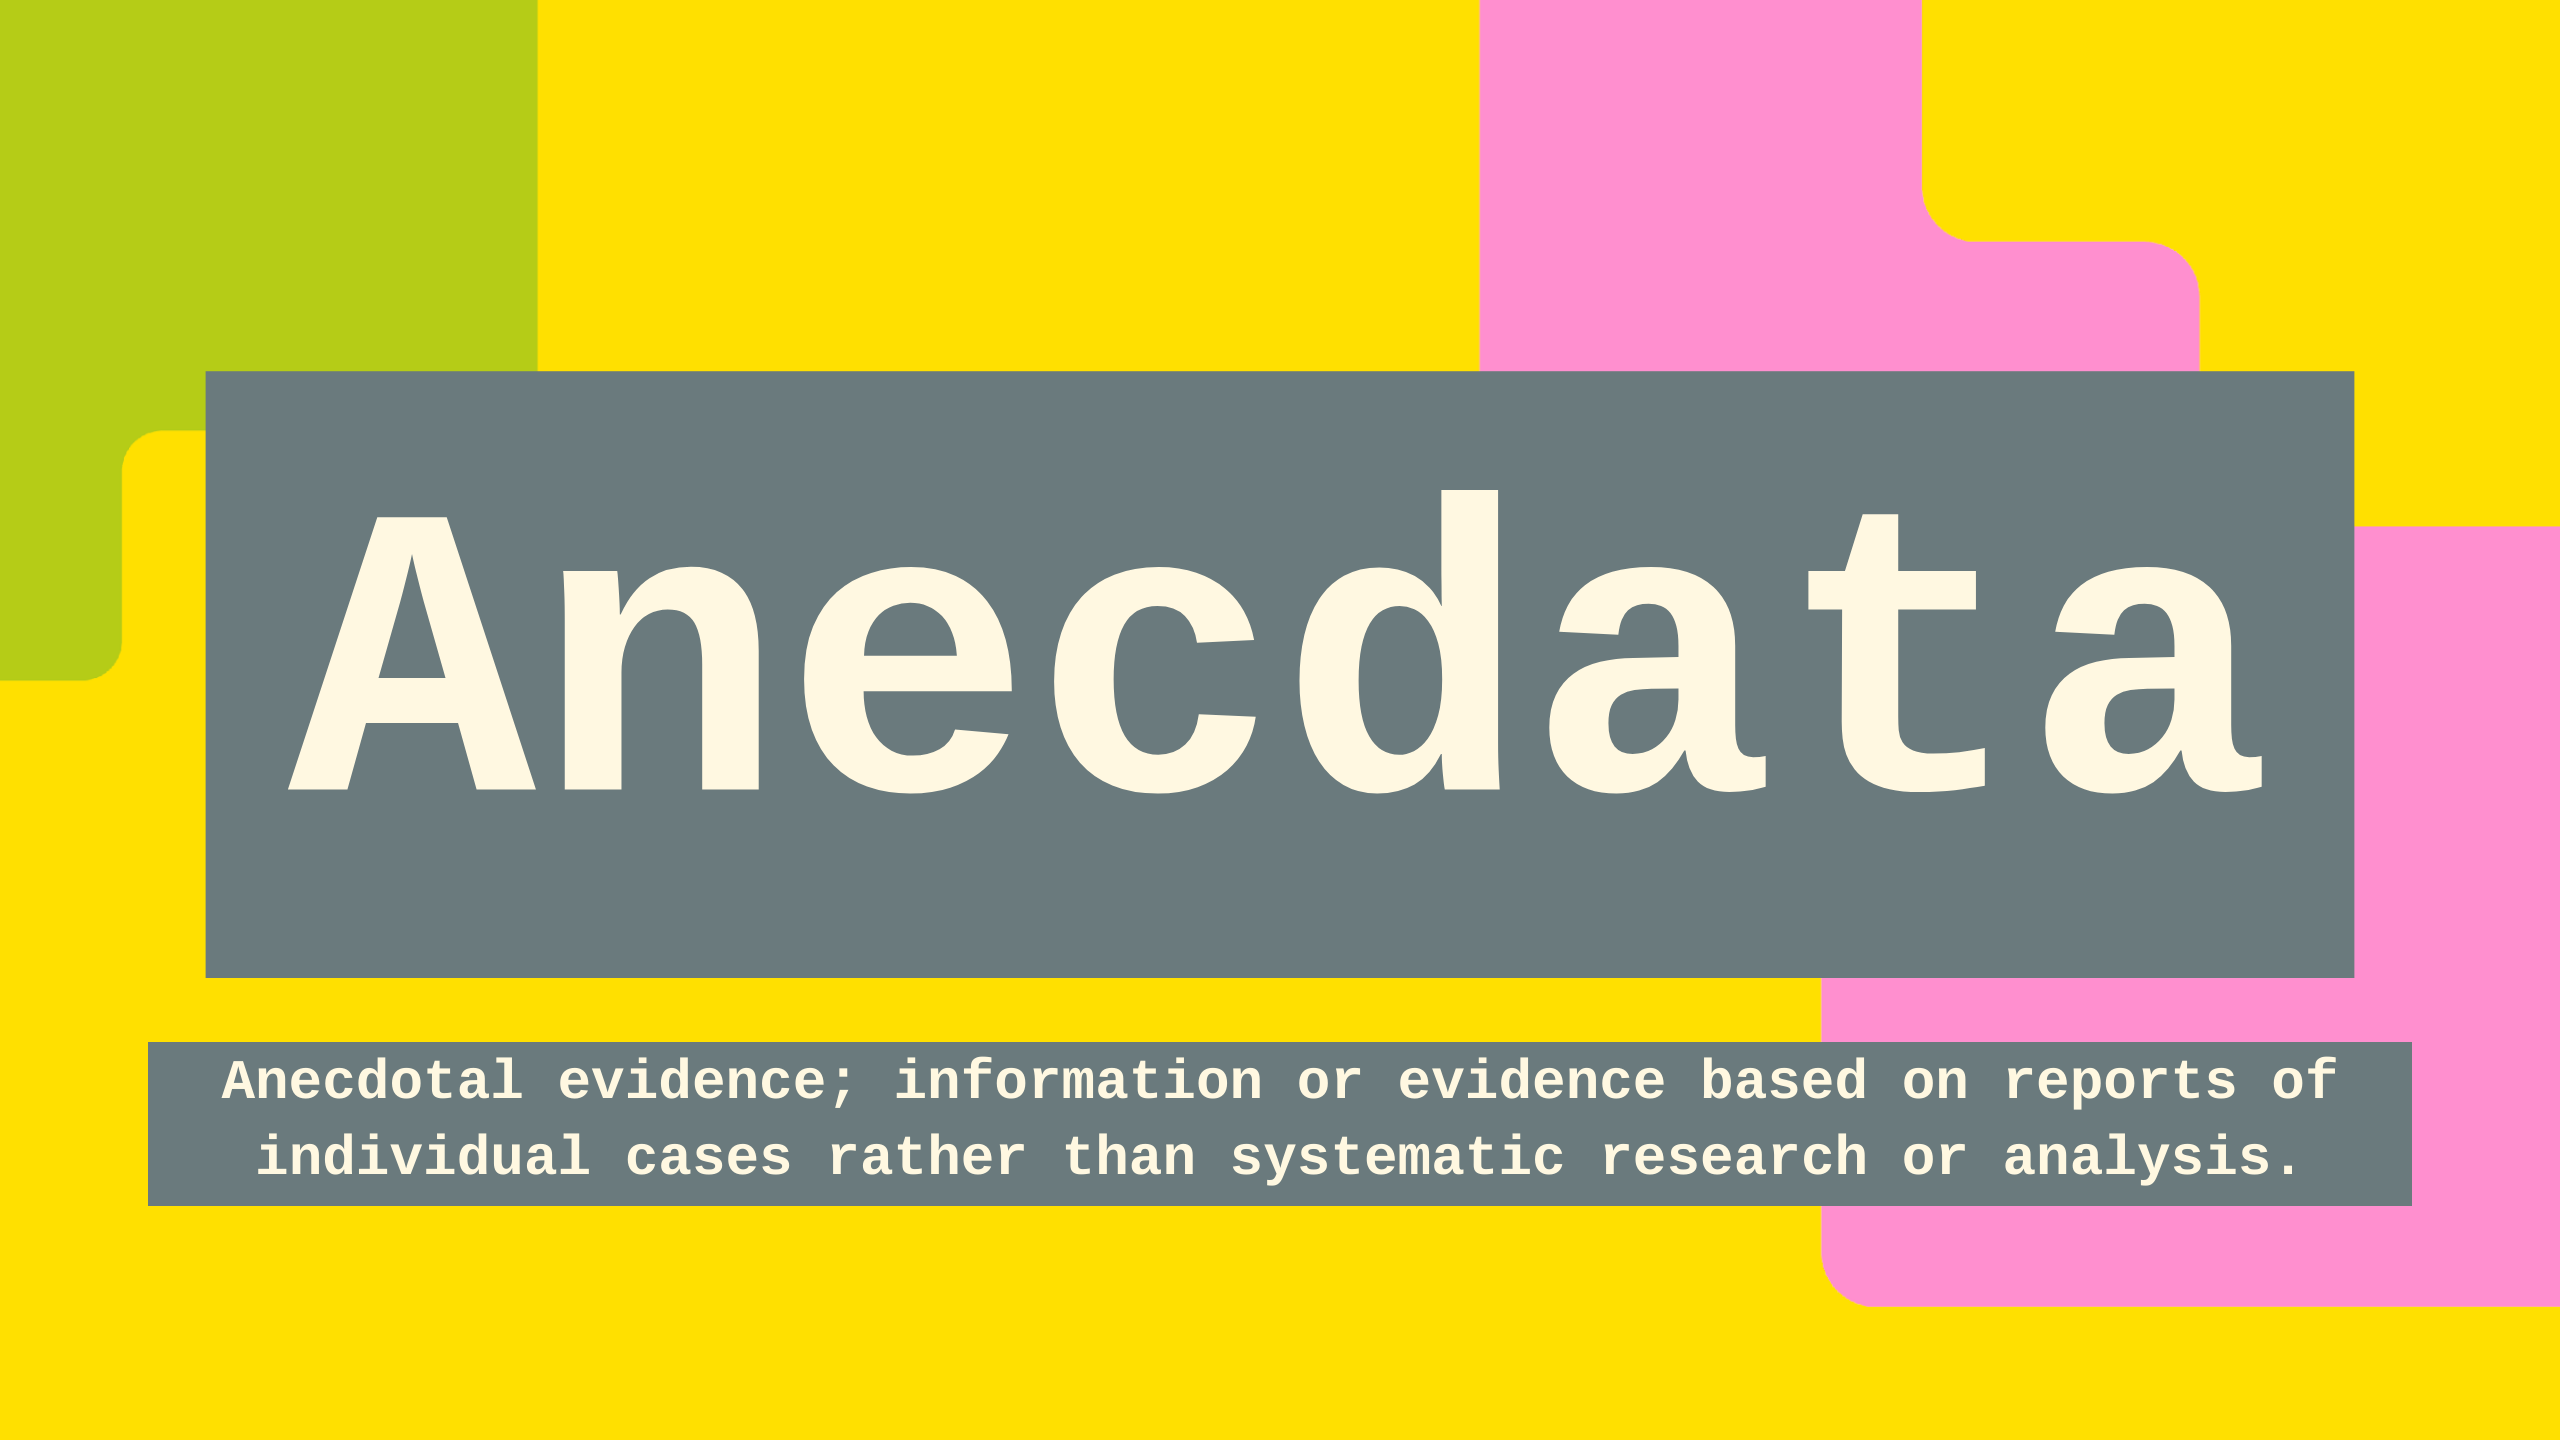 Anecdata
Anecdotal evidence; information or evidence based on reports of
individual cases rather than systematic research or analysis.